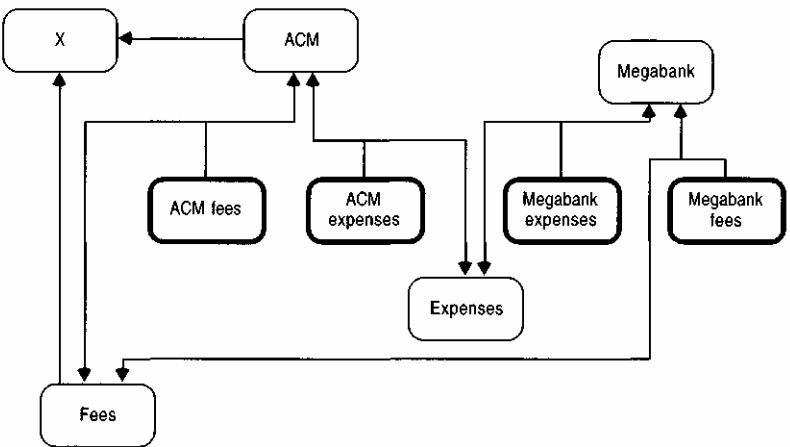 X
ACM
Megabank
ACM fees
ACM
expenses
Megabank
expenses
Megabank
fees
Expenses
Fees